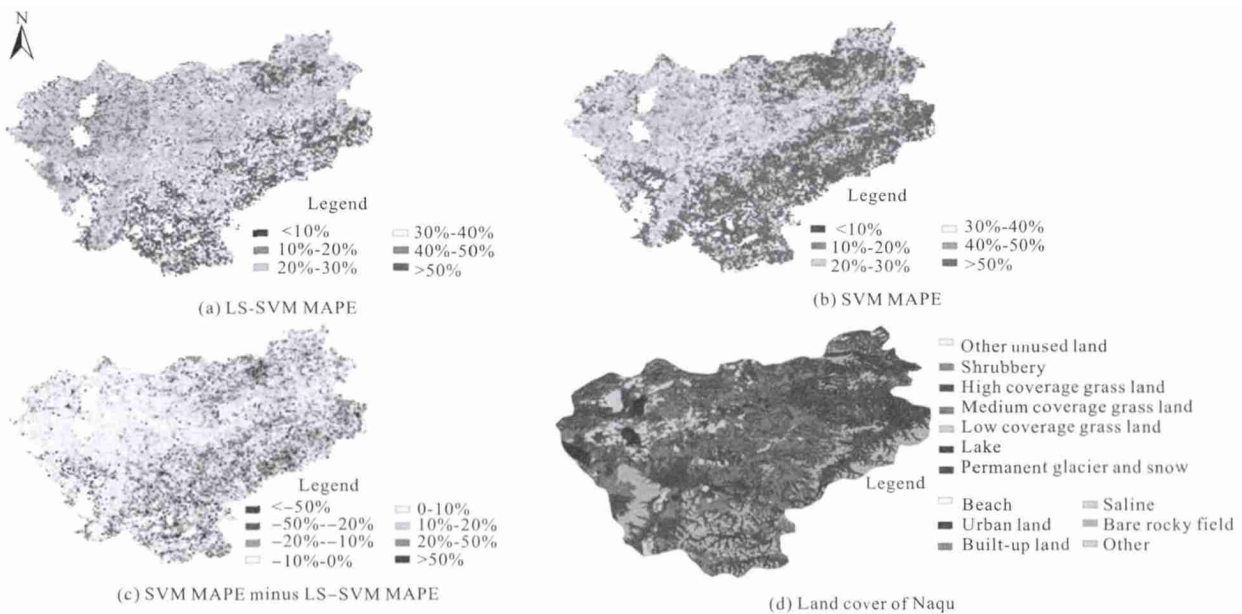 N
Legend
<10%
10%-20%
20%-30%
30%-40%
40%-50%
>50%
(a) LS-SVM MAPE
Legend
<10%
10%-20%
20%-30%
30%-40%
40%-50%
>50%
(b) SVM MAPE
Legend
<-50%
-50%--20%
-20%--10%
-10%-0%
0-10%
10%-20%
20%-50%
>50%
(c) SVM MAPE minus LS-SVM MAPE
Other unused land
Shrubbery
High coverage grass land
Medium coverage grass land
Low coverage grass land
Lake
Permanent glacier and snow
Legend
Beach
Urban land
Built-up land
Saline
Bare rocky field
Other
(d) Land cover of Naqu